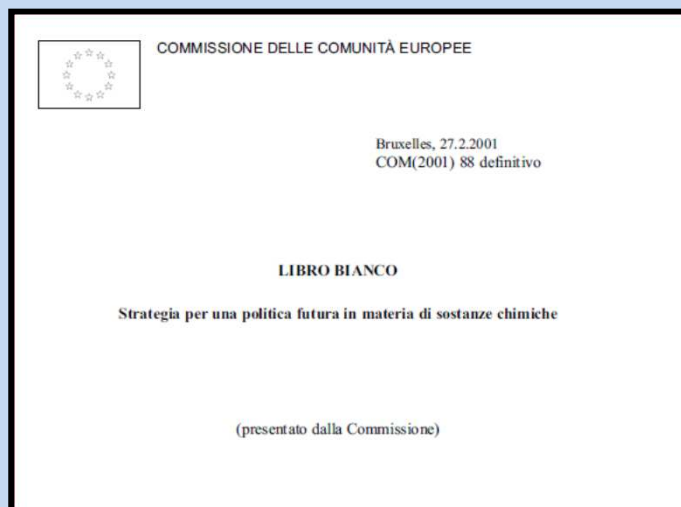 COMMISSIONE DELLE COMUNITÀ EUROPEE
Bruxelles, 27.2.2001
COM(2001) 88 definitivo
LIBRO BIANCO
Strategia per una politica futura in materia di sostanze chimiche
(presentato dalla Commissione)